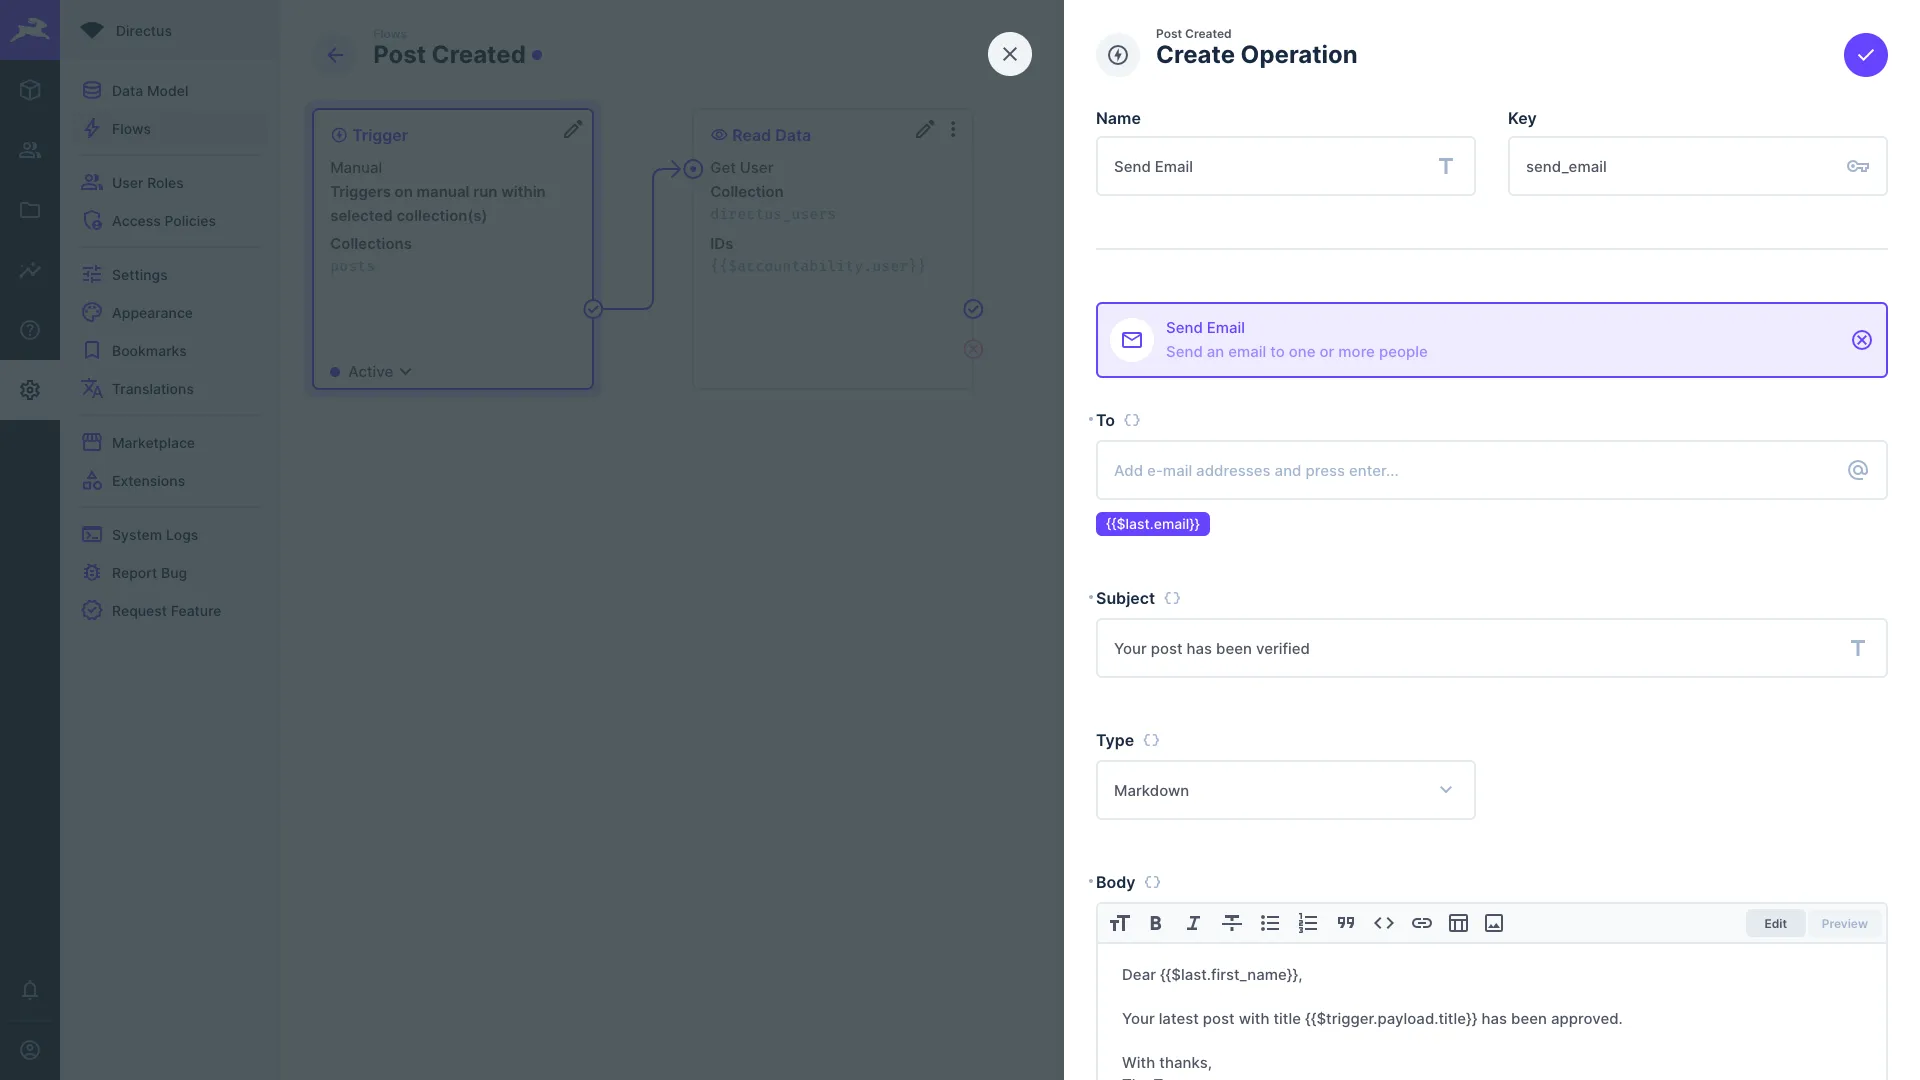 Directus
Data Model
Flows
User Roles
Access Policies
Settings
Appearance
Bookmarks
Translations
Marketplace
Extensions
System Logs
Report Bug
Request Feature
Flows
Post Created
Trigger
Manual
Triggers on manual run within
selected collection(s)
Collections
posts
Active
Read Data
Get User
Collection
directus_users
IDs
{{$accountability.user}}
Post Created
Create Operation
Name
Key
Send Email
send_email
Send Email
Send an email to one or more people
To
Add e-mail addresses and press enter...
{{$last.email}}
Subject
Your post has been verified
Type
Markdown
Body
Edit
Preview
Dear {{$last.first_name}},
Your latest post with title {{$trigger.payload.title}} has been approved.
With thanks,